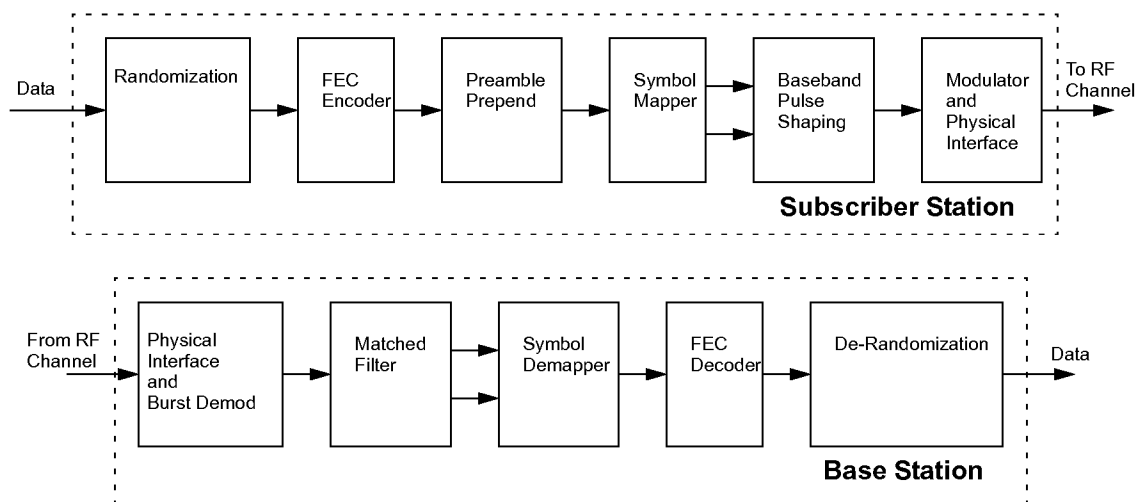 Data
Randomization
FEC
Encoder
Preamble
Prepend
Symbol
Mapper
Baseband
Pulse
Shaping
Modulator
and
Physical
Interface
To RF
Channel
Subscriber Station
From RF
Channel
Physical
Interface
and
Burst Demod
Matched
Filter
Symbol
Demapper
FEC
Decoder
De-Randomization
Data
Base Station